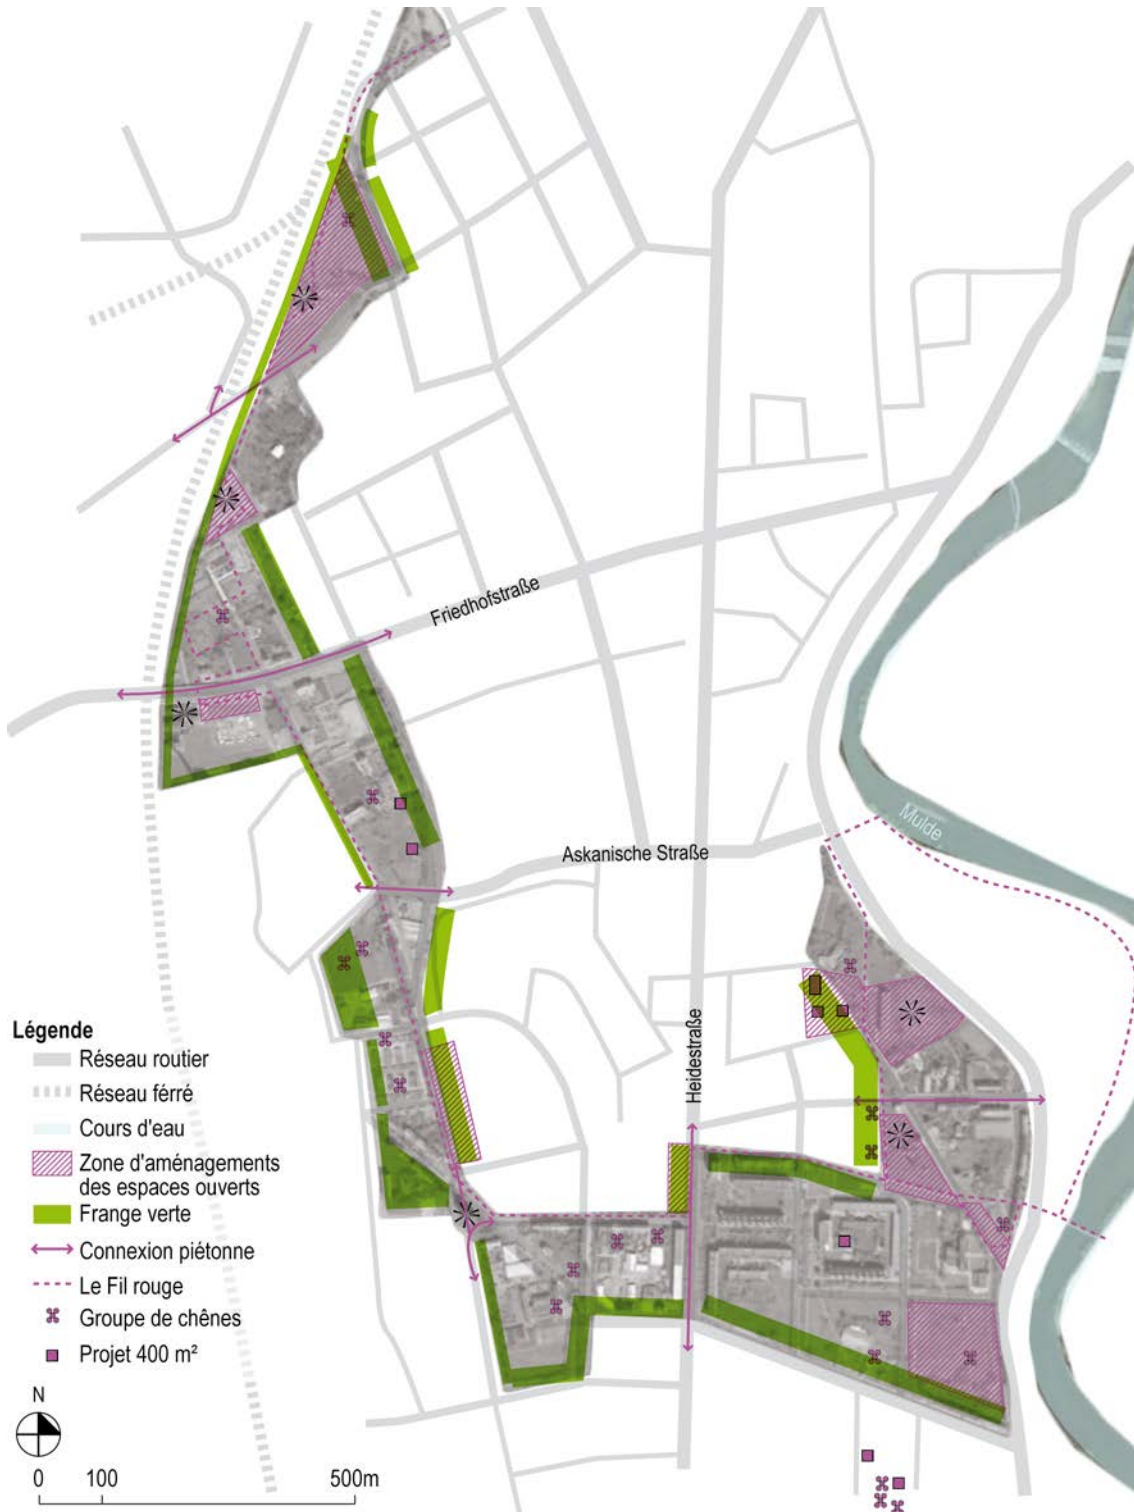 Friedhofstraße
Mulde
Askanische Straße
Heidestraße
Légende
Réseau routier
Réseau férré
Cours d'eau
Zone d'aménagements
des espaces ouverts
Frange verte
Connexion piétonne
Le Fil rouge
Groupe de chênes
Projet 400 m²
N
0 100 500m